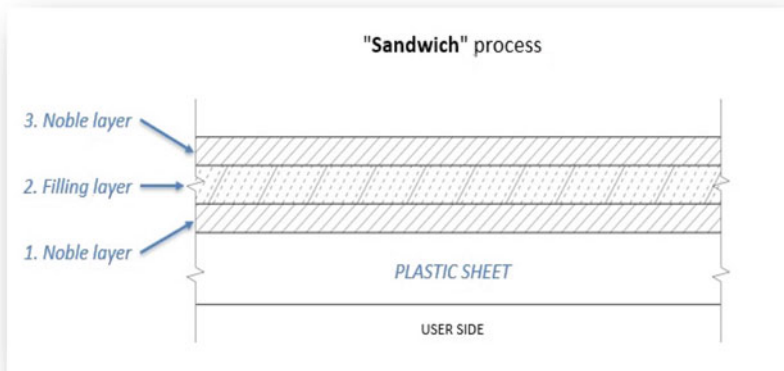 "Sandwich" process
3. Noble layer
2. Filling layer
1. Noble layer
PLASTIC SHEET
USER SIDE